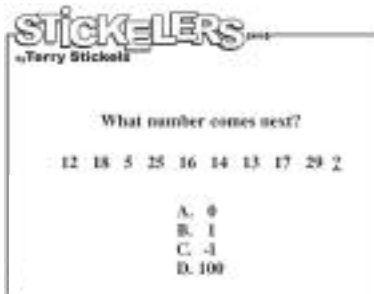 STICKELERS
by Terry Stickels
What number comes next?
12 18 5 25 16 14 13 17 29 ?
A. 0
B. 1
C. -1
D. 100